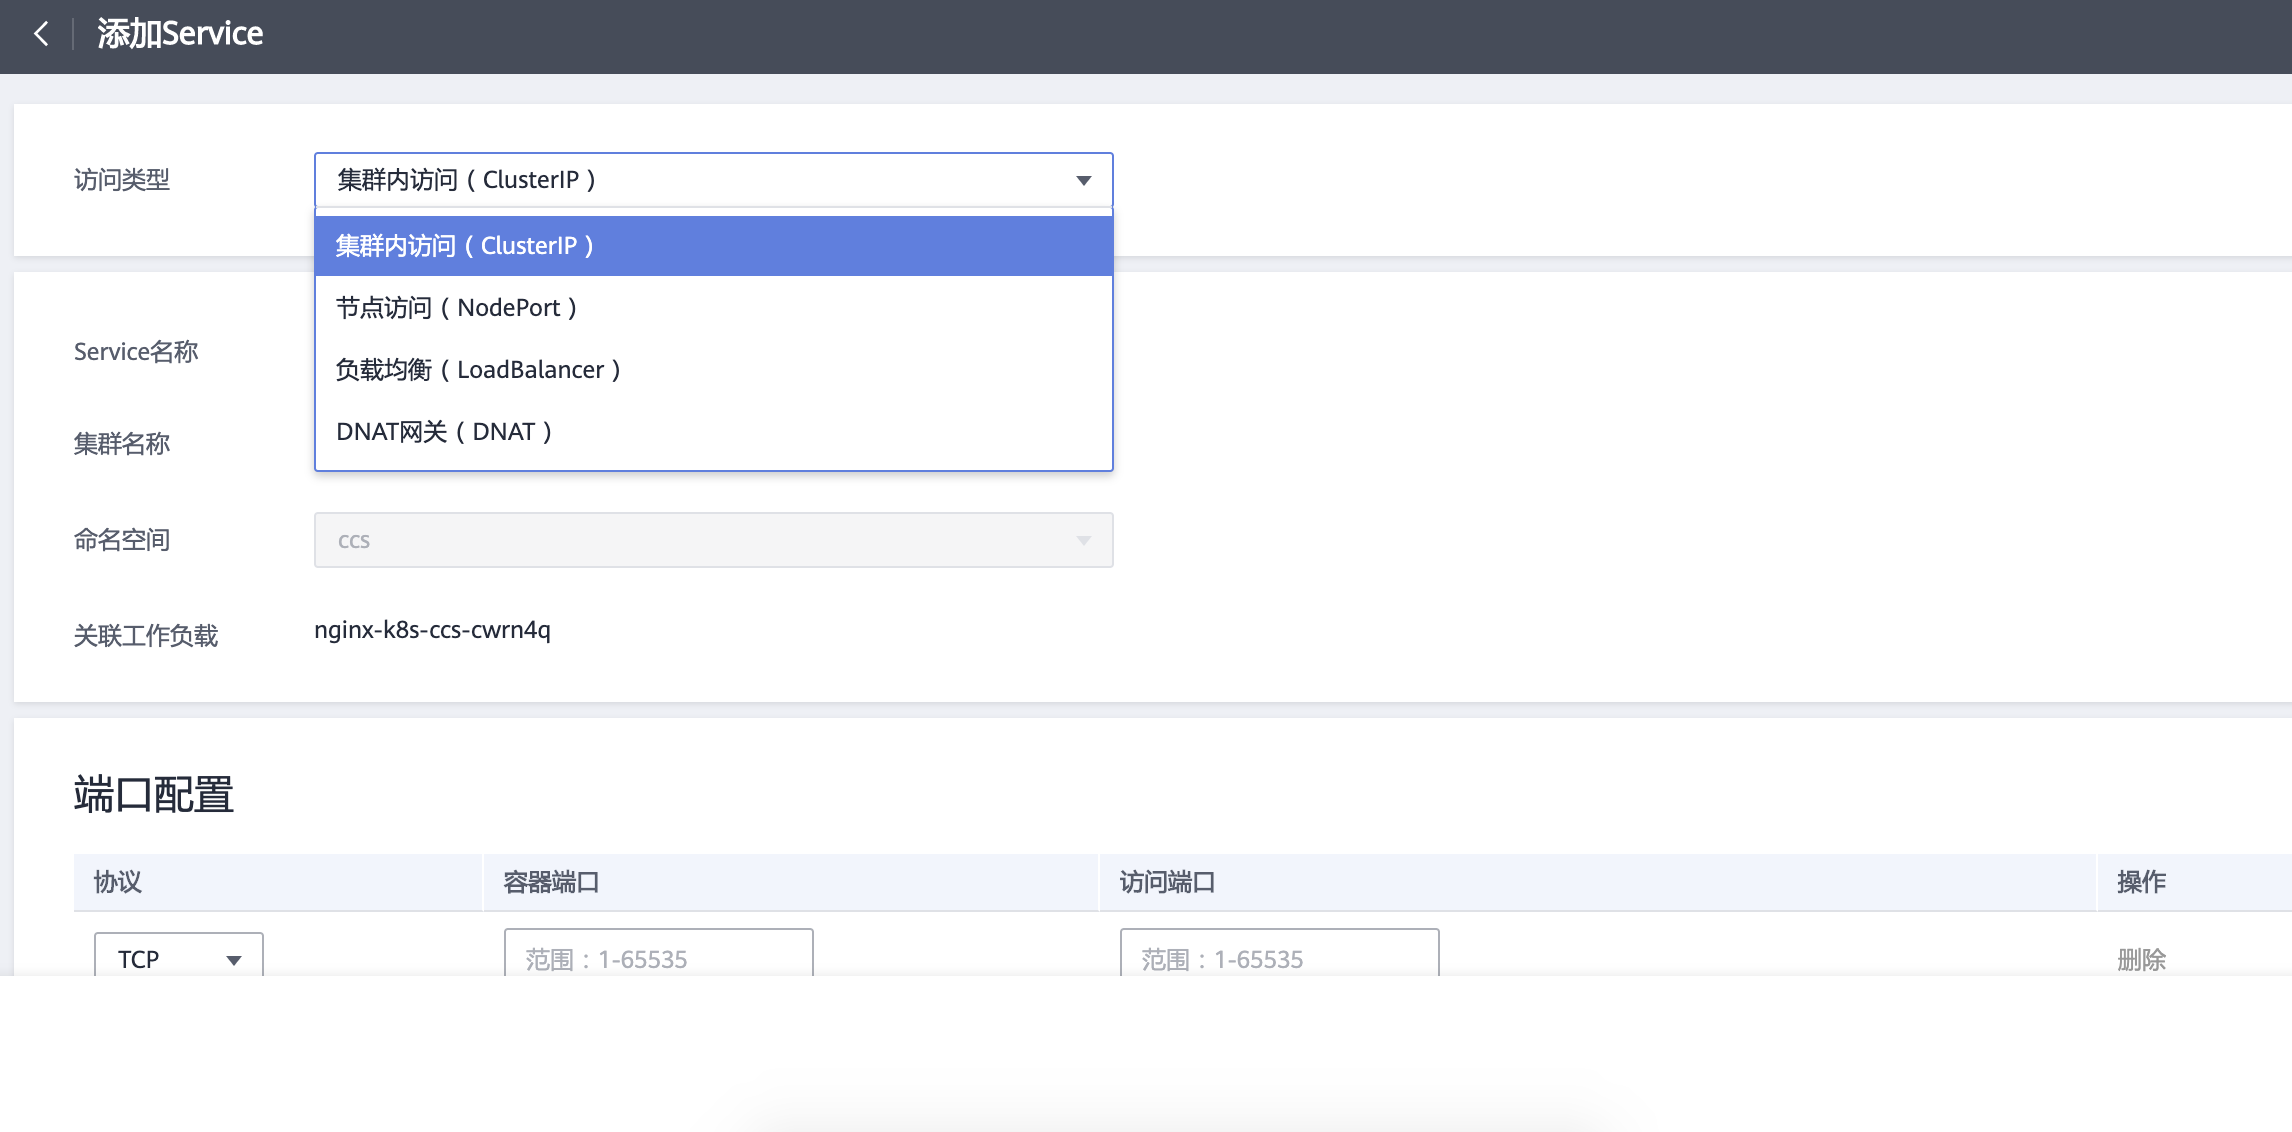 添加Service
访问类型
集群内访问（ClusterIP）
集群内访问（ClusterIP）
节点访问（NodePort）
负载均衡（LoadBalancer）
DNAT网关（DNAT）
Service名称
集群名称
命名空间
ccs
关联工作负载
nginx-k8s-ccs-cwrn4q
端口配置
协议 容器端口 访问端口 操作
TCP 范围：1-65535 范围：1-65535 删除